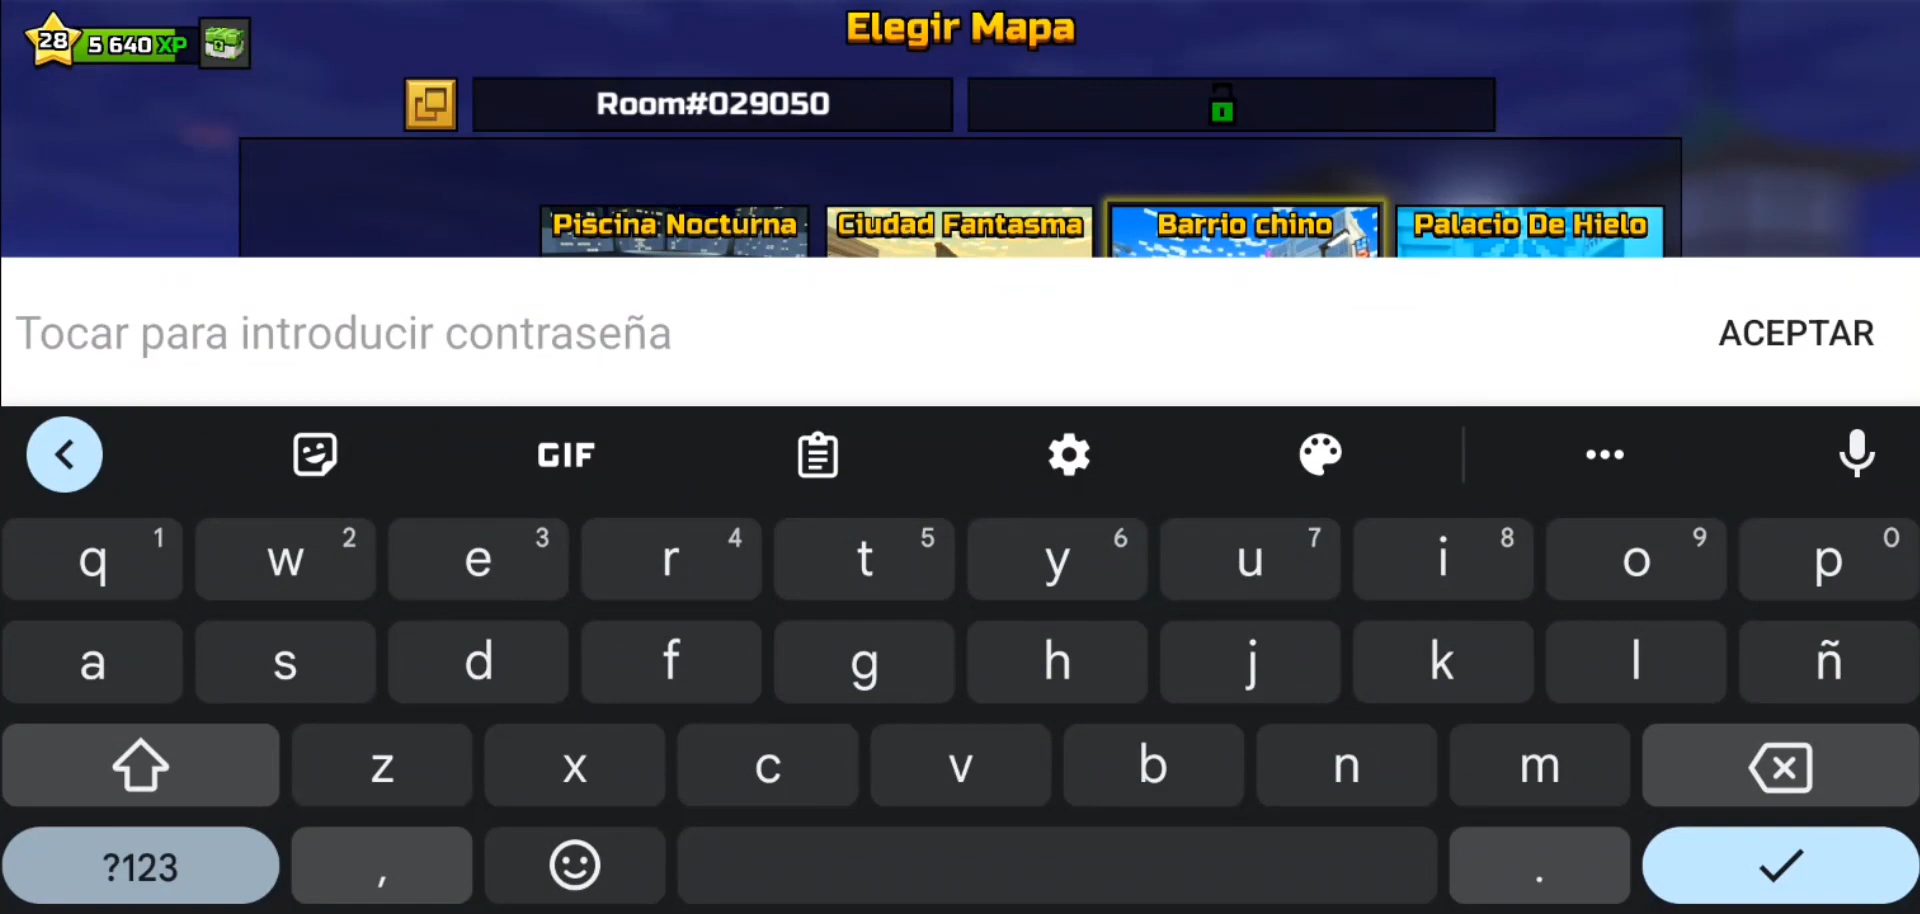 Elegir Mapa
28 5 640 XP
Room#029050
Piscina Nocturna Ciudad Fantasma Barrio chino Palacio De Hielo
Tocar para introducir contraseña ACEPTAR
GIF
q 1 w 2 e 3 r 4 t 5 y 6 u 7 i 8 o 9 p 0
a s d f g h j k l ñ
z x c v b n m
?123 , .